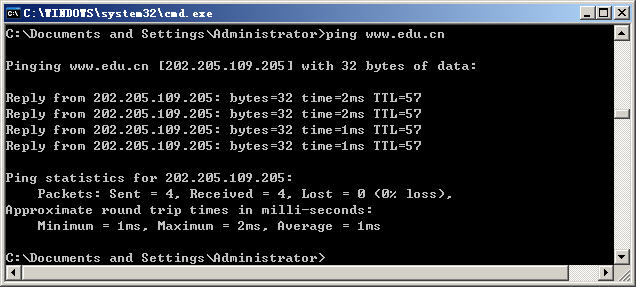 C:\WINDOWS\system32\cmd.exe
C:\Documents and Settings\Administrator>ping www.edu.cn
Pinging www.edu.cn [202.205.109.205] with 32 bytes of data:
Reply from 202.205.109.205: bytes=32 time=2ms TTL=57
Reply from 202.205.109.205: bytes=32 time=2ms TTL=57
Reply from 202.205.109.205: bytes=32 time=1ms TTL=57
Reply from 202.205.109.205: bytes=32 time=1ms TTL=57
Ping statistics for 202.205.109.205:
    Packets: Sent = 4, Received = 4, Lost = 0 (0% loss),
Approximate round trip times in milli-seconds:
    Minimum = 1ms, Maximum = 2ms, Average = 1ms
C:\Documents and Settings\Administrator>